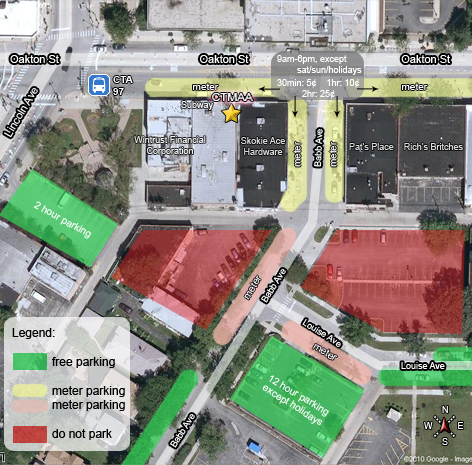 Oakton St
Oakton St
Oakton St
9am-6pm, except
sat/sun/holidays
30min: 5¢ 1hr: 10¢
2hr: 25¢
CTA
97
meter
meter
CTMAA
Subway
Lincoln Ave
Wintrust Financial
Corporation
Skokie Ace
Hardware
meter
Babb Ave
meter
Pat's Place
Rich's Britches
2 hour parking
meter
Babb Ave
Louise Ave
meter
Louise Ave
12 hour parking
except holidays
Babb Ave
Legend:
free parking
meter parking
meter parking
do not park
N
W E
S
©2010 Google - Image